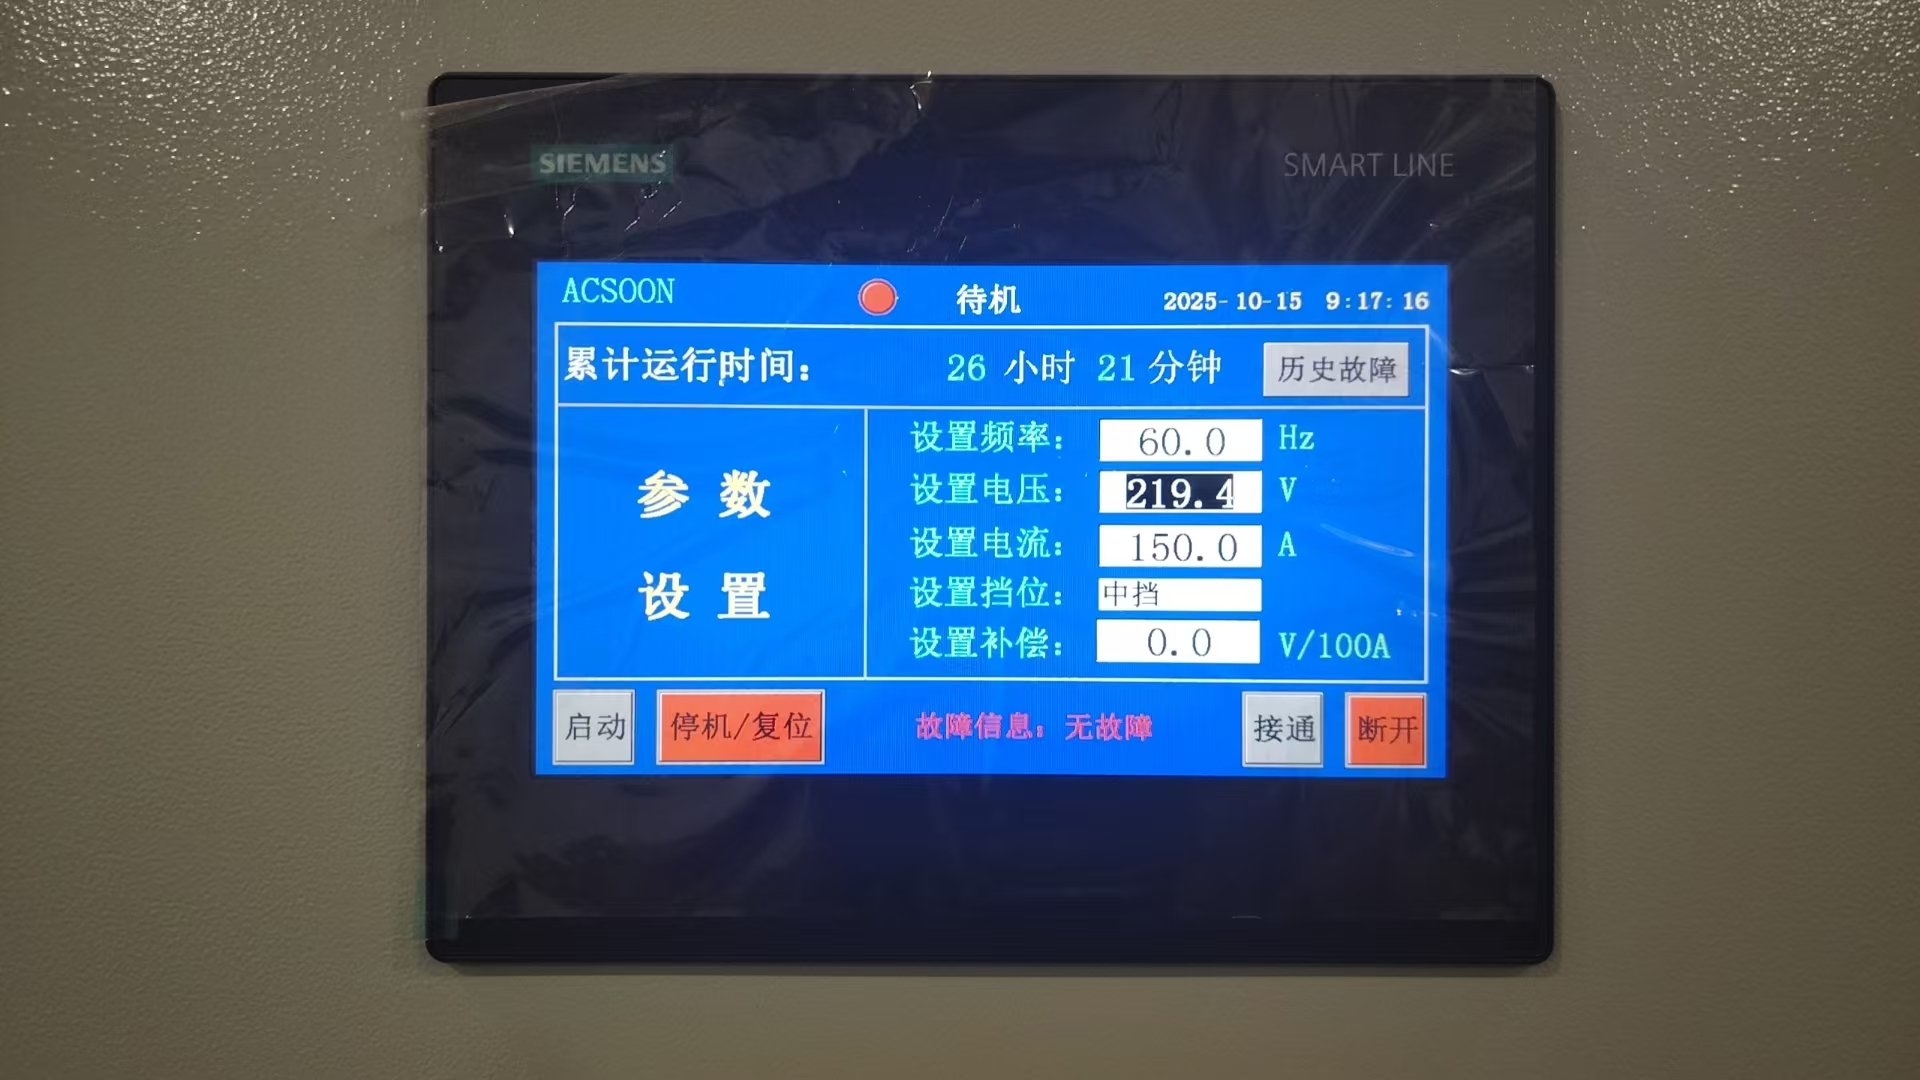 SIEMENS
SMART LINE
ACSOON 待机 2025-10-15 9:17:16
累计运行时间: 26 小时 21 分钟 历史故障
参数
设置
设置频率: 60.0 Hz
设置电压: 219.4 V
设置电流: 150.0 A
设置挡位: 中挡
设置补偿: 0.0 V/100A
启动 停机/复位 故障信息: 无故障 接通 断开